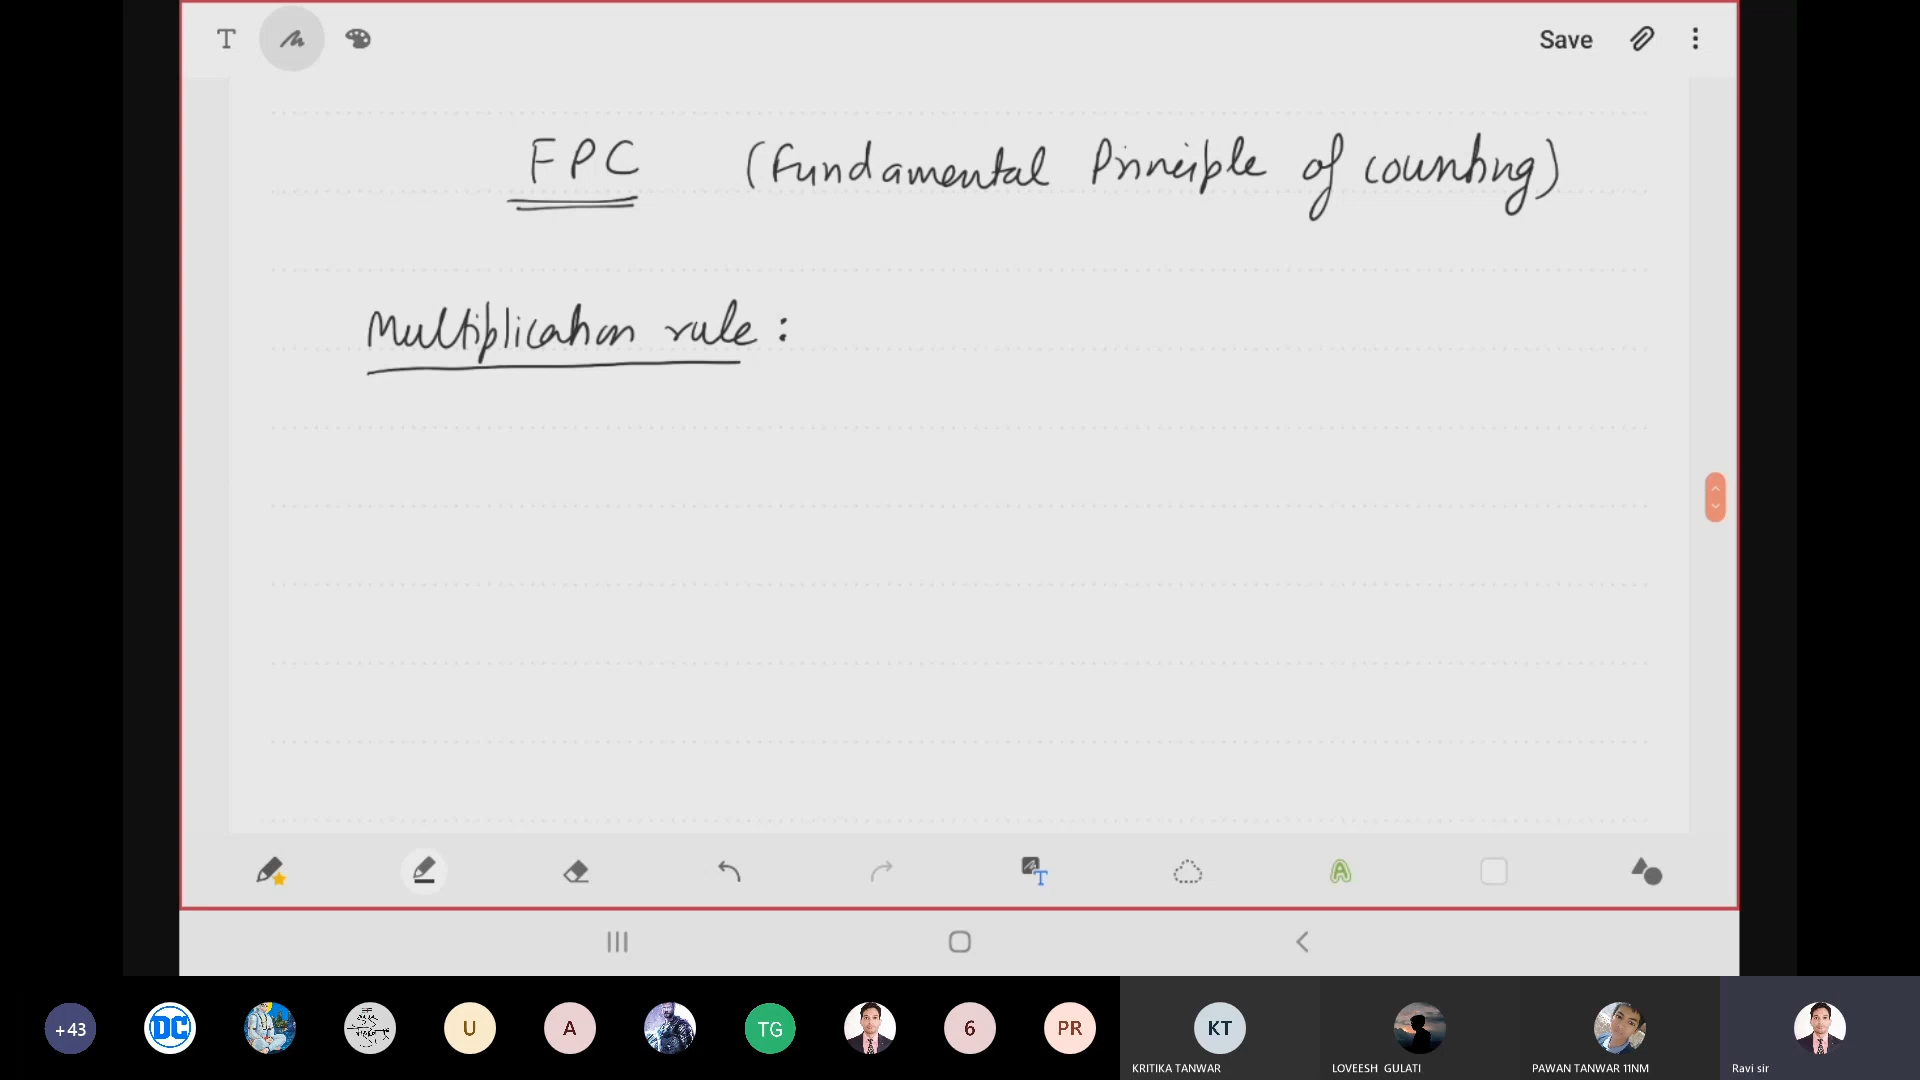 T
Save
FPC (Fundamental Principle of counting)
Multiplication rule :
T
A
+43
DC
U
A
TG
6
PR
KT
KRITIKA TANWAR
LOVEESH GULATI
PAWAN TANWAR 11NM
Ravi sir